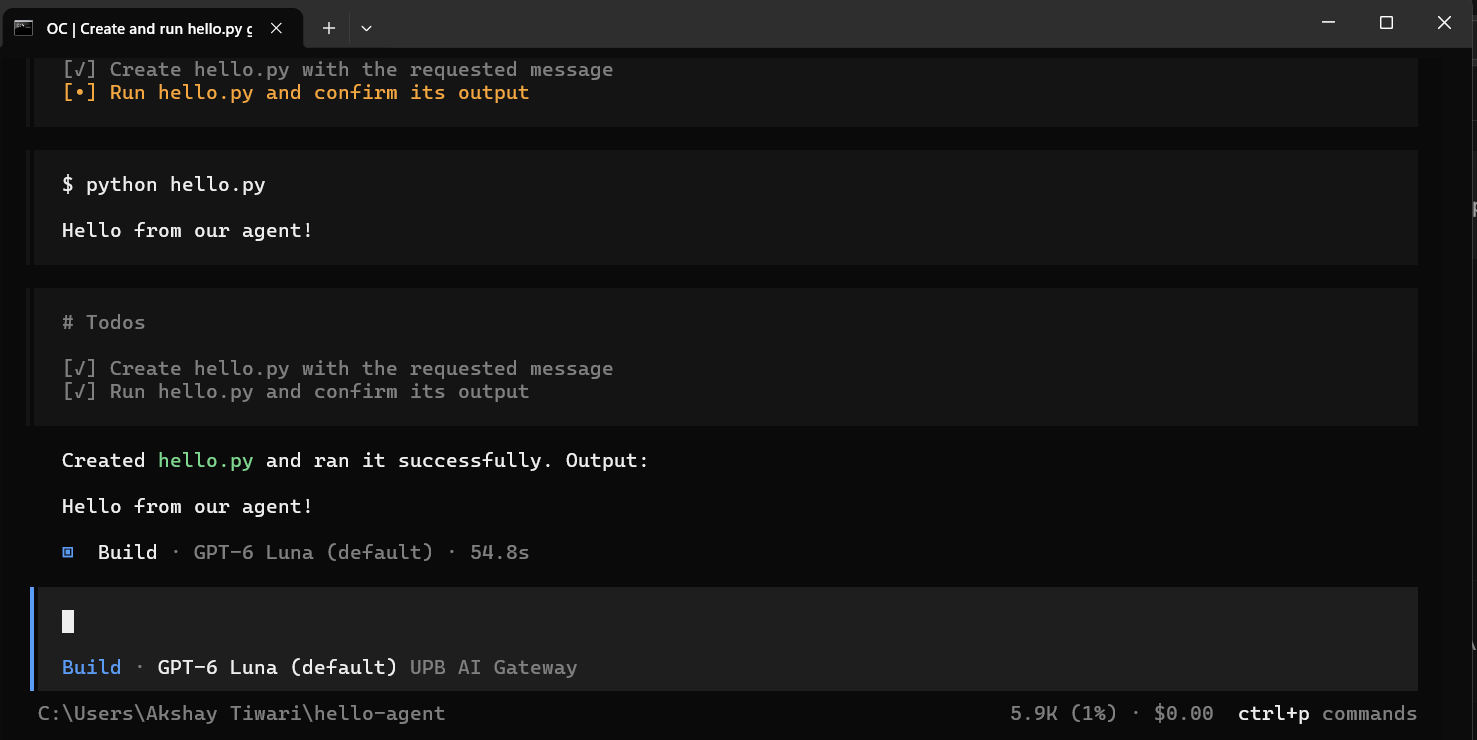 OC | Create and run hello.py g
[√] Create hello.py with the requested message
[•] Run hello.py and confirm its output
$ python hello.py
Hello from our agent!
# Todos
[√] Create hello.py with the requested message
[√] Run hello.py and confirm its output
Created hello.py and ran it successfully. Output:
Hello from our agent!
Build · GPT-6 Luna (default) · 54.8s
Build · GPT-6 Luna (default) UPB AI Gateway
C:\Users\Akshay Tiwari\hello-agent 5.9K (1%) · $0.00 ctrl+p commands